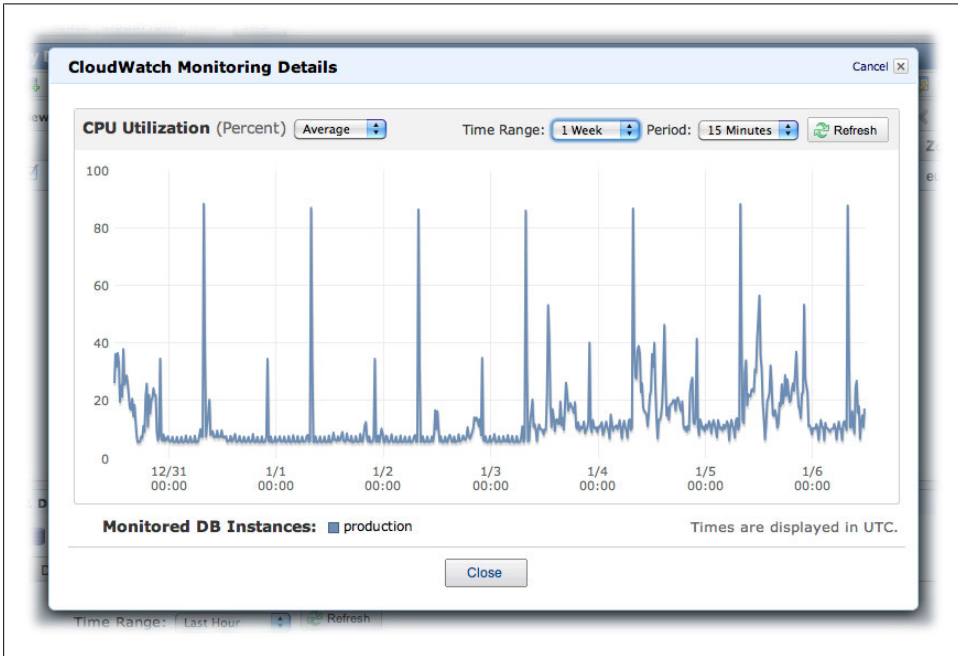 CloudWatch Monitoring Details
Cancel
CPU Utilization (Percent) Average Time Range: 1 Week Period: 15 Minutes Refresh
100
80
60
40
20
0
12/31 1/1 1/2 1/3 1/4 1/5 1/6
00:00 00:00 00:00 00:00 00:00 00:00 00:00
Monitored DB Instances: production Times are displayed in UTC.
Close
Time Range: Last Hour Refresh